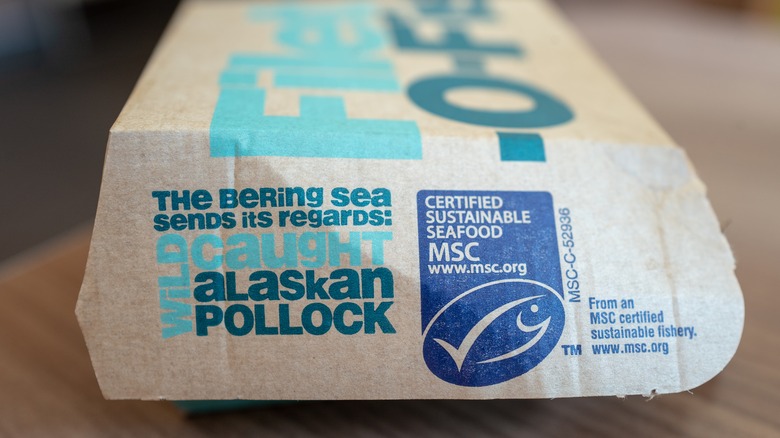 Filet
-O-F
THE BERING SEA
SENDS ITS REGARDS:
WILD
caught
alaskan
POLLOCK
CERTIFIED
SUSTAINABLE
SEAFOOD
MSC
www.msc.org
TM
MSC-C-52936
From an
MSC certified
sustainable fishery.
www.msc.org